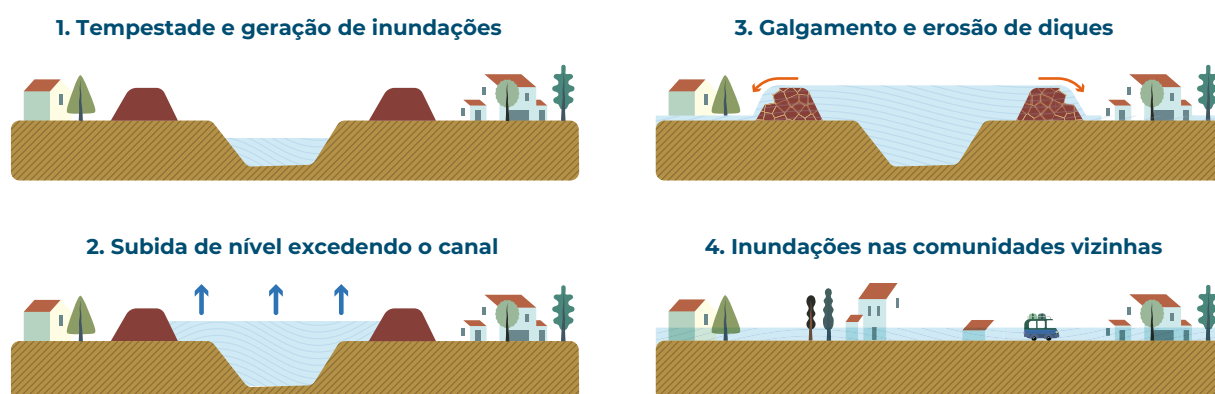 1. Tempestade e geração de inundações
2. Subida de nível excedendo o canal
3. Galgamento e erosão de diques
4. Inundações nas comunidades vizinhas